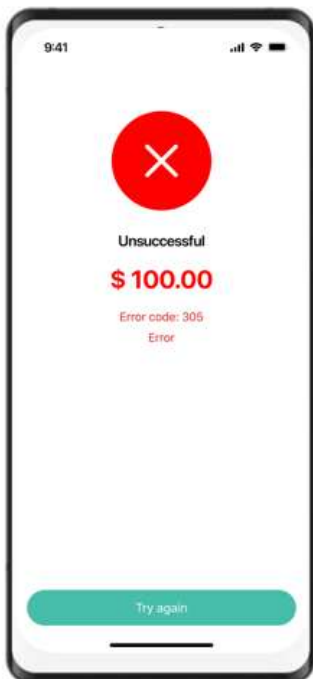 9:41
Unsuccessful
$ 100.00
Error code: 305
Error
Try again